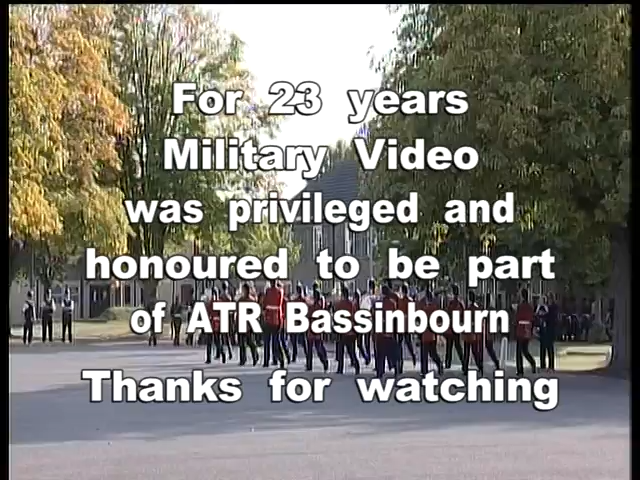 For 23 years
Military Video
was privileged and
honoured to be part
of ATR Bassinbourn
Thanks for watching